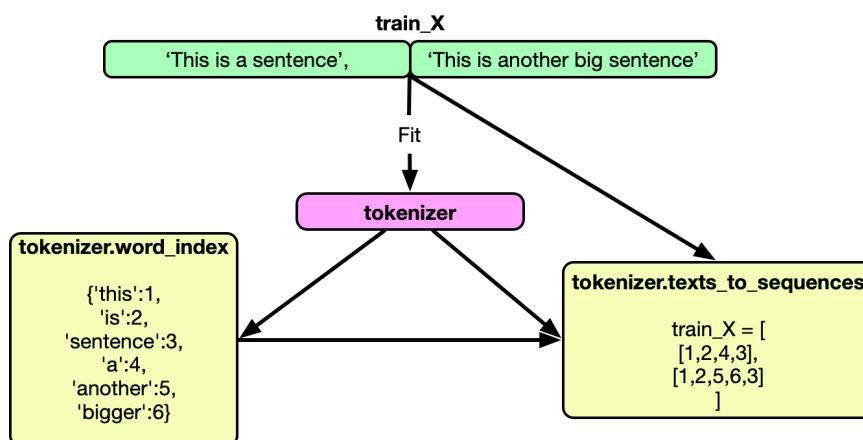 train_X
‘This is a sentence’,
‘This is another big sentence’
Fit
tokenizer
tokenizer.word_index
{'this':1,
'is':2,
'sentence':3,
'a':4,
'another':5,
'bigger':6}
tokenizer.texts_to_sequences
train_X = [
[1,2,4,3],
[1,2,5,6,3]
]